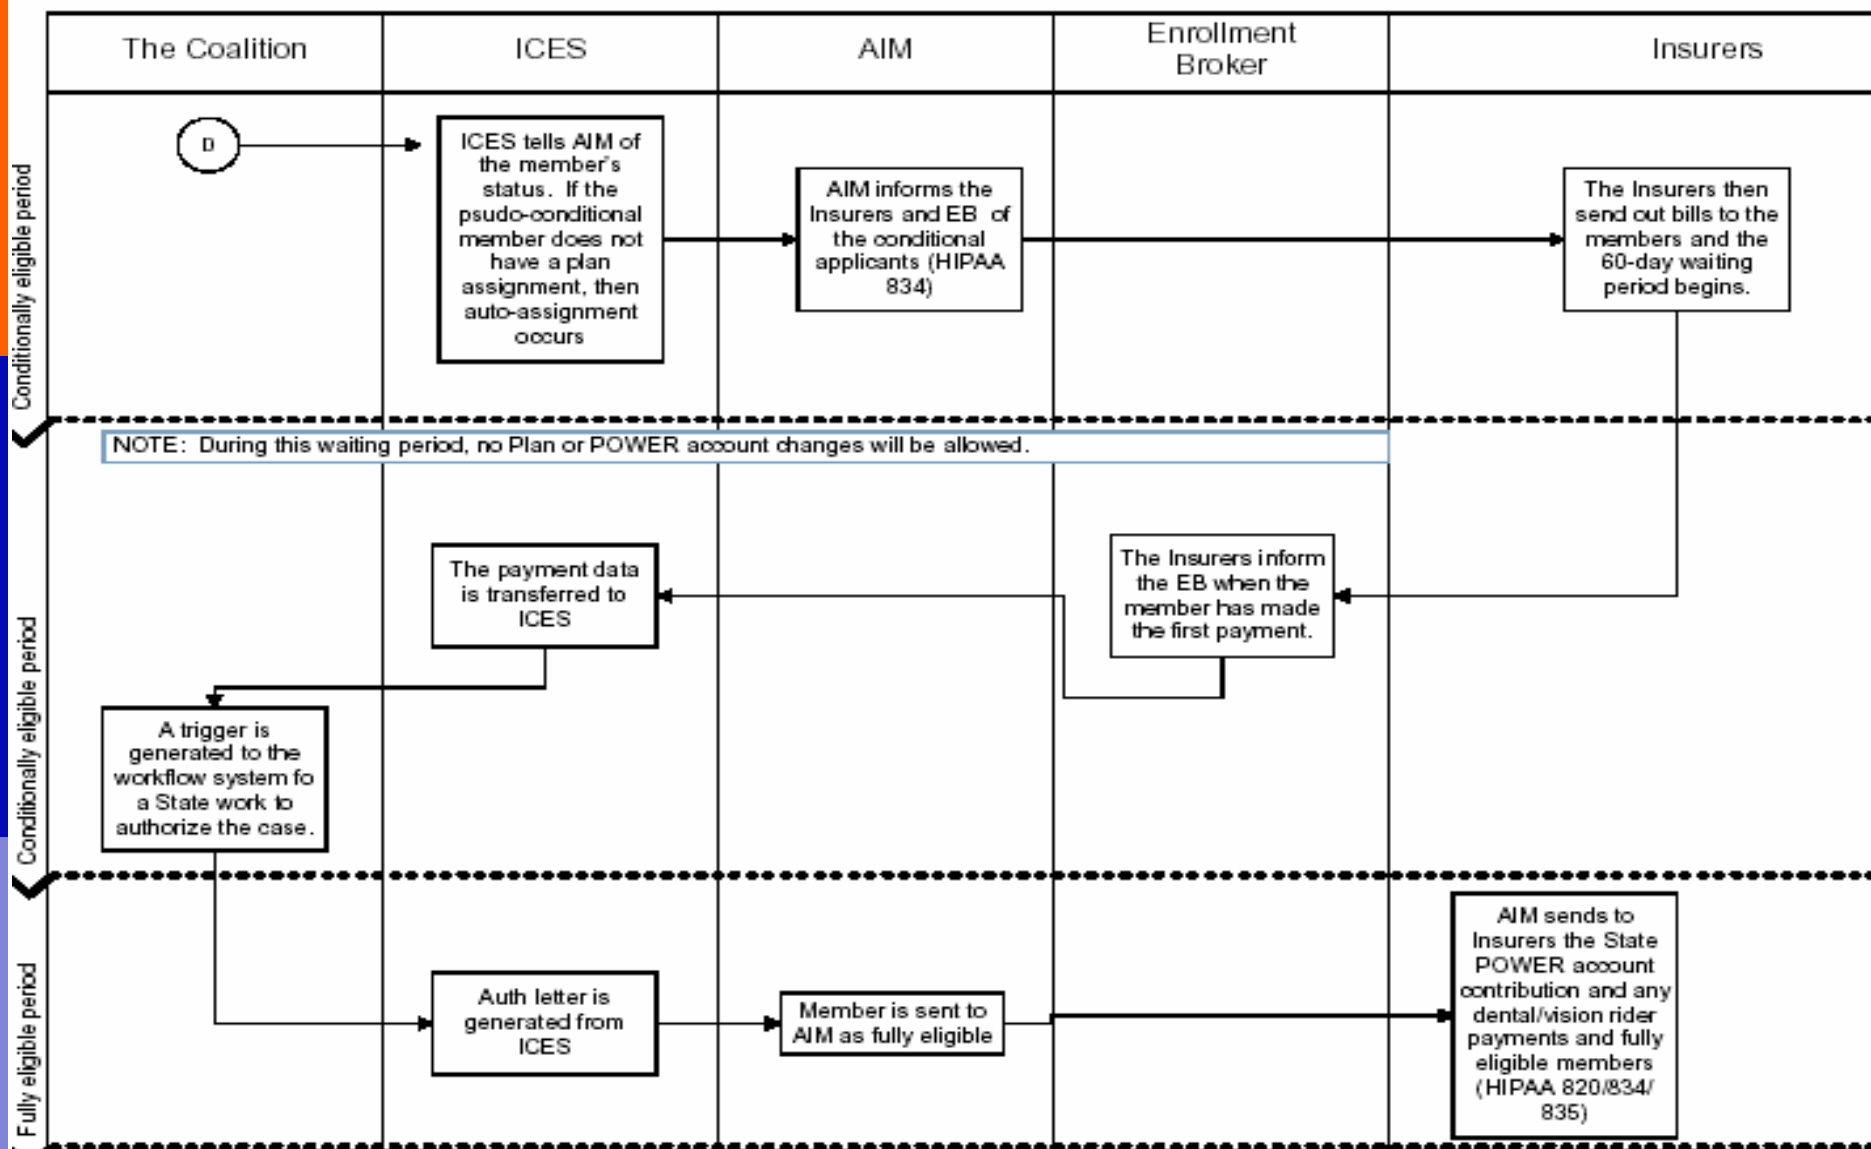 The Coalition
ICES
AIM
Enrollment
Broker
Insurers
Conditionally eligible period
D
ICES tells AIM of
the member's
status. If the
psudo-conditional
member does not
have a plan
assignment, then
auto-assignment
occurs
AIM informs the
Insurers and EB of
the conditional
applicants (HIPAA
834)
The Insurers then
send out bills to the
members and the
60-day waiting
period begins.
NOTE: During this waiting period, no Plan or POWER account changes will be allowed.
Conditionally eligible period
The Insurers inform
the EB when the
member has made
the first payment.
The payment data
is transferred to
ICES
A trigger is
generated to the
workflow system fo
a State work to
authorize the case.
Fully eligible period
Auth letter is
generated from
ICES
Member is sent to
AIM as fully eligible
AIM sends to
Insurers the State
POWER account
contribution and any
dental/vision rider
payments and fully
eligible members
(HIPAA 820/834/
835)